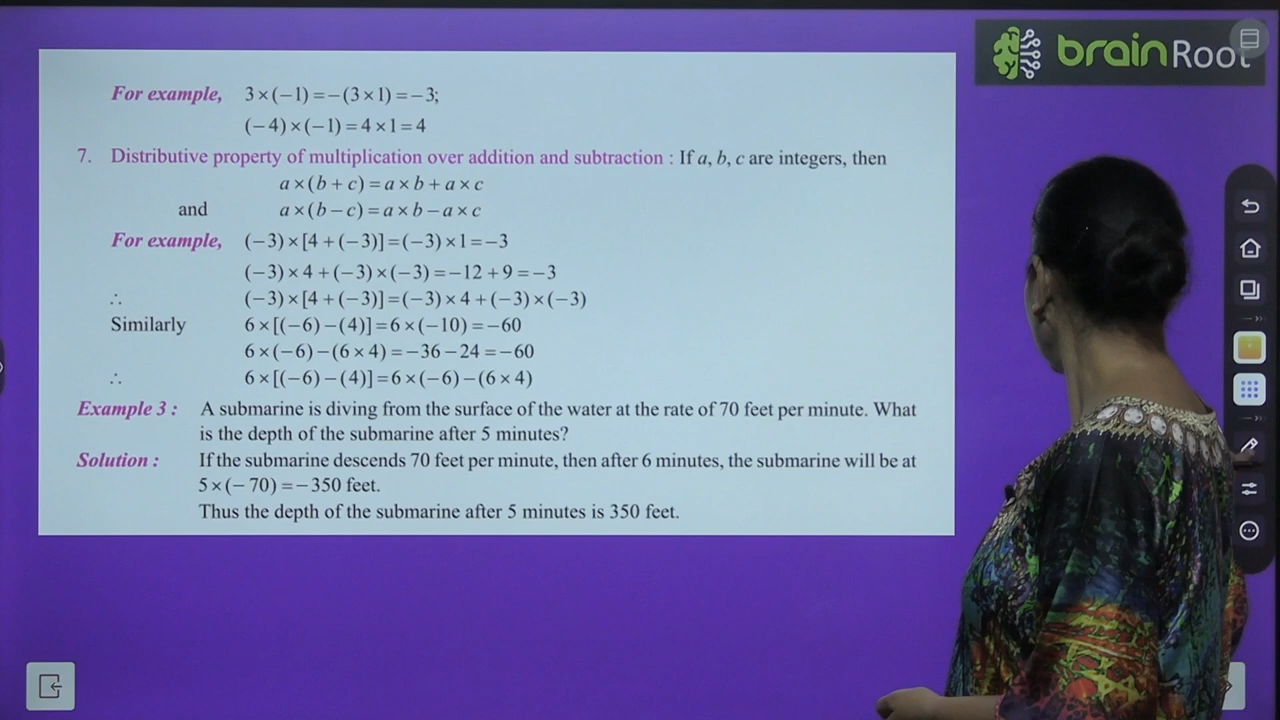 brainRoot
For example, 3×(−1)=−(3×1)=−3;
(−4)×(−1)=4×1=4
7. Distributive property of multiplication over addition and subtraction : If a, b, c are integers, then
a×(b+c)=a×b+a×c
and a×(b−c)=a×b−a×c
For example, (−3)×[4+(−3)]=(−3)×1=−3
(−3)×4+(−3)×(−3)=−12+9=−3
∴ (−3)×[4+(−3)]=(−3)×4+(−3)×(−3)
Similarly 6×[(−6)−(4)]=6×(−10)=−60
6×(−6)−(6×4)=−36−24=−60
∴ 6×[(−6)−(4)]=6×(−6)−(6×4)
Example 3 : A submarine is diving from the surface of the water at the rate of 70 feet per minute. What
is the depth of the submarine after 5 minutes?
Solution : If the submarine descends 70 feet per minute, then after 6 minutes, the submarine will be at
5×(−70)=−350 feet.
Thus the depth of the submarine after 5 minutes is 350 feet.